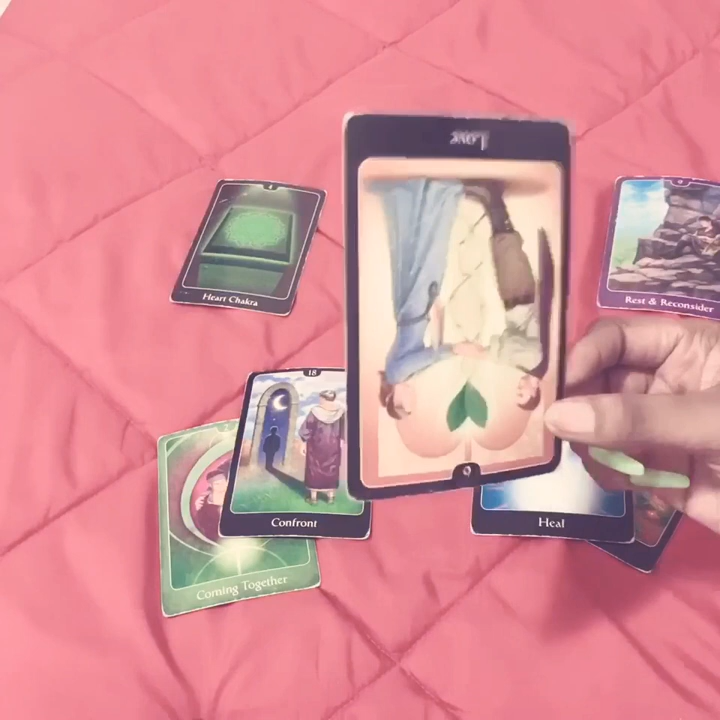 Love
Heart Chakra
Rest & Reconsider
18
Confront
Heal
Coming Together